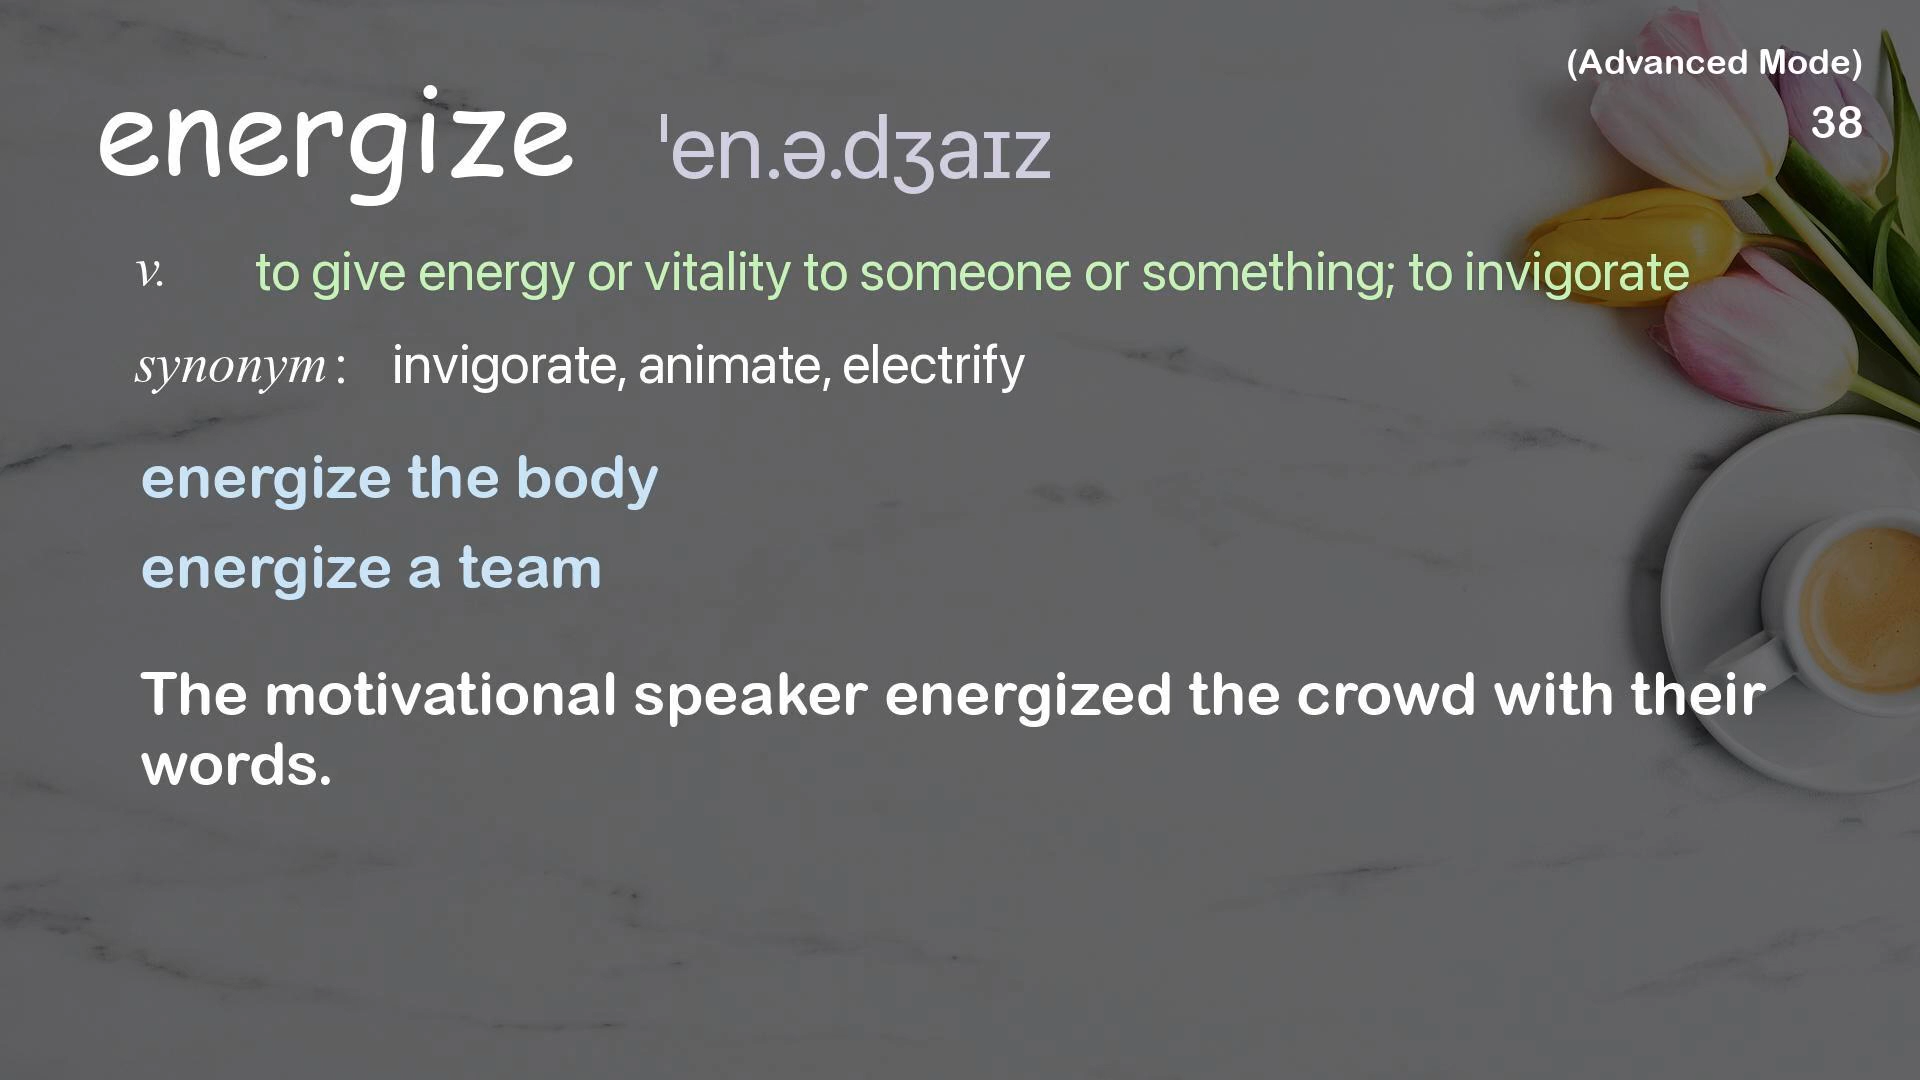 (Advanced Mode)
38
energize ˈen.ə.dʒaɪz
v. to give energy or vitality to someone or something; to invigorate
synonym: invigorate, animate, electrify
energize the body
energize a team
The motivational speaker energized the crowd with their
words.